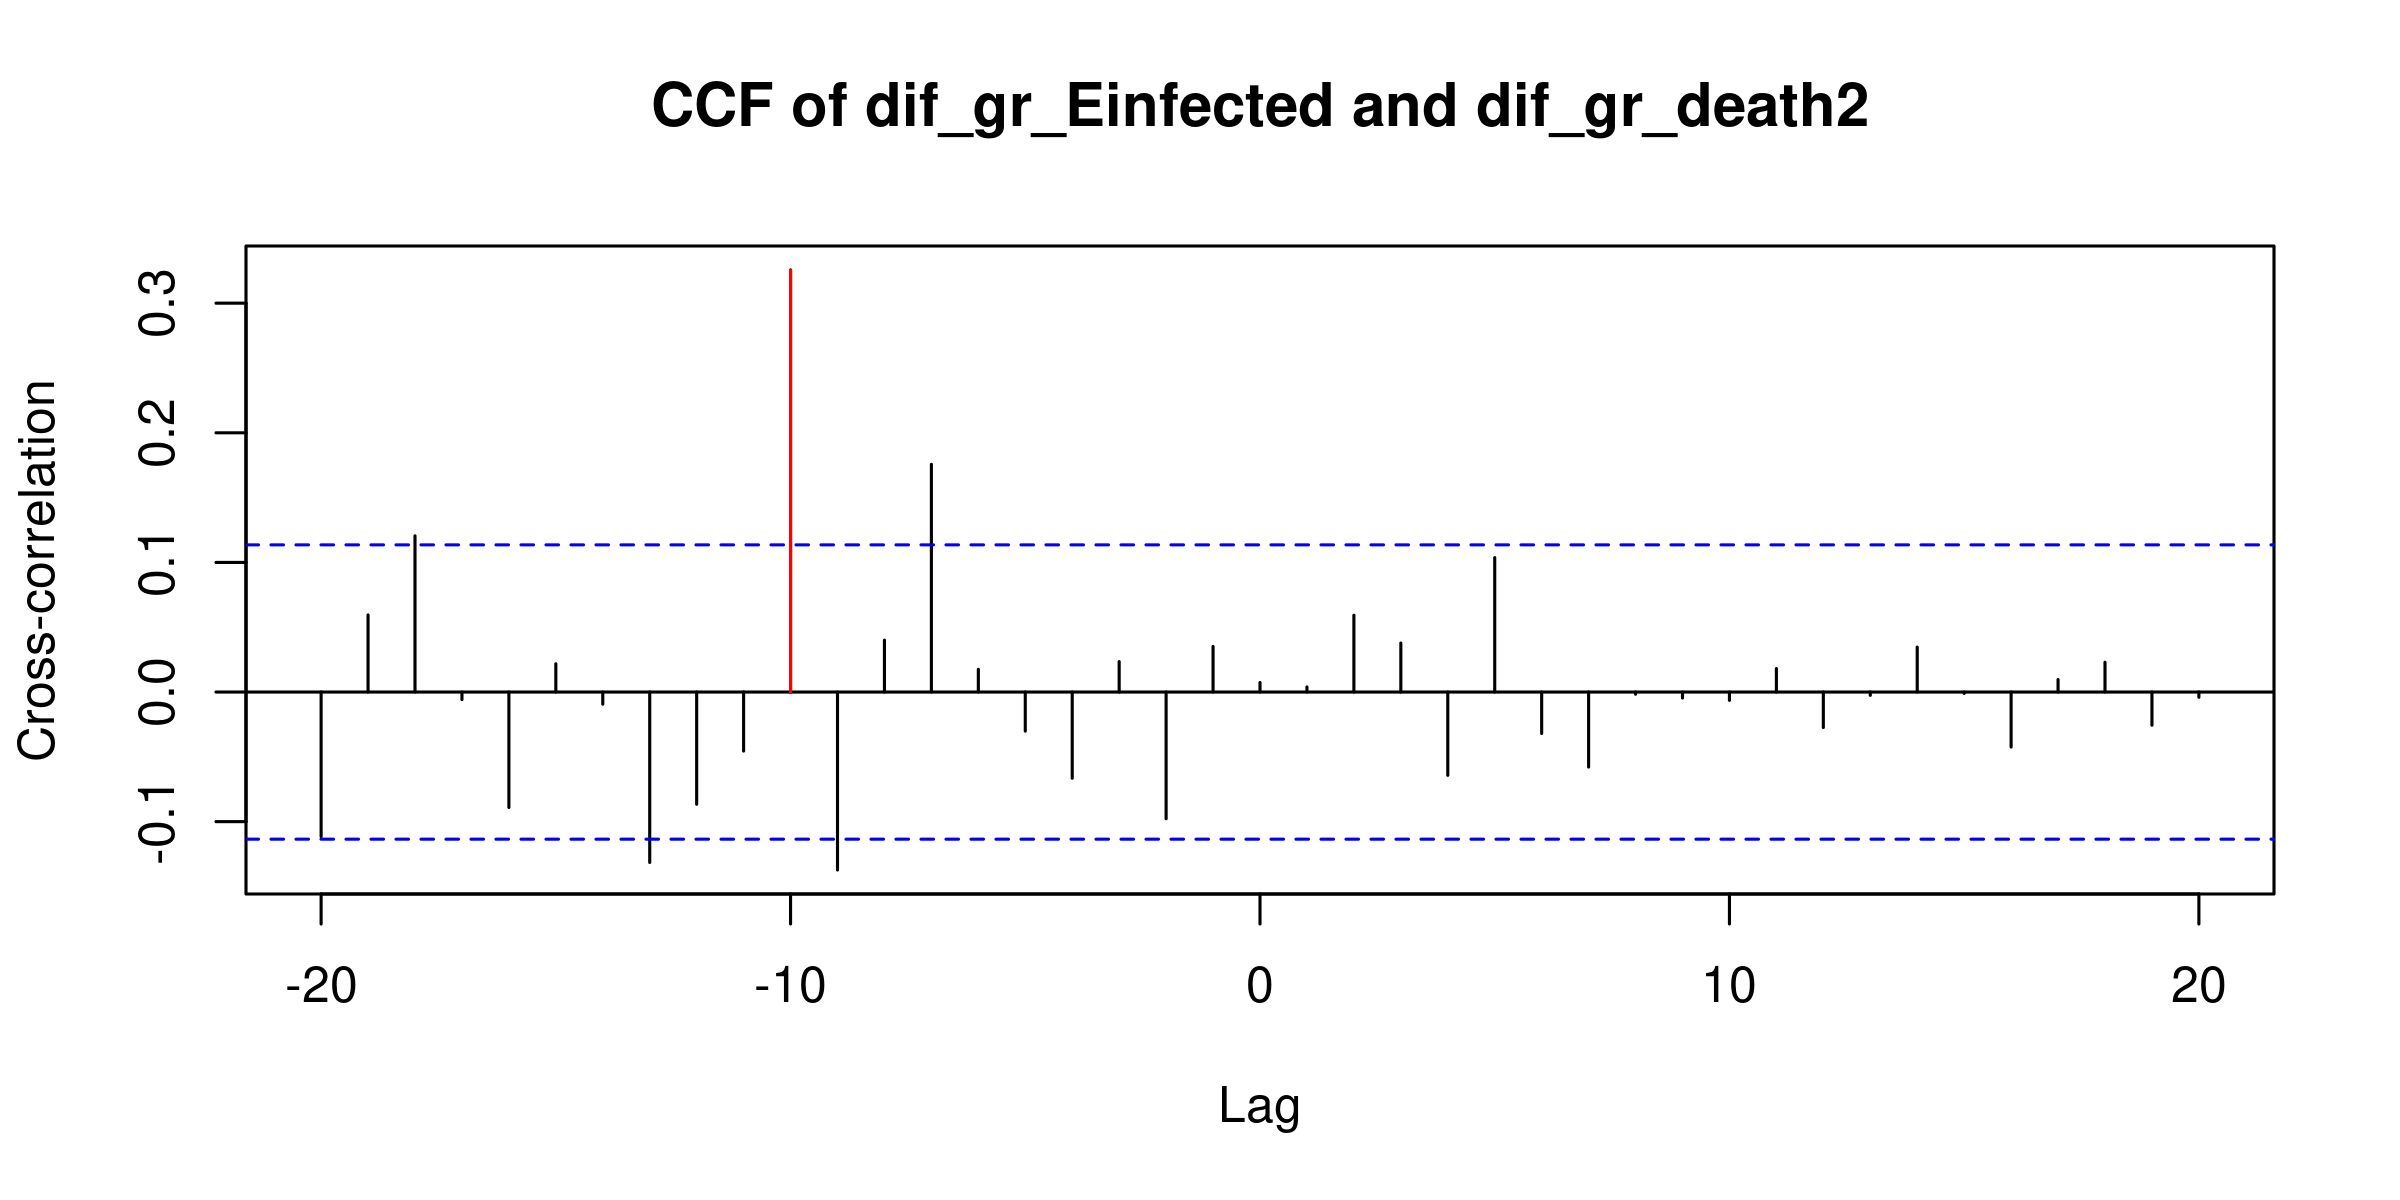 CCF of dif_gr_Einfected and dif_gr_death2
Cross-correlation
0.3
0.2
0.1
0.0
-0.1
-20 -10 0 10 20
Lag